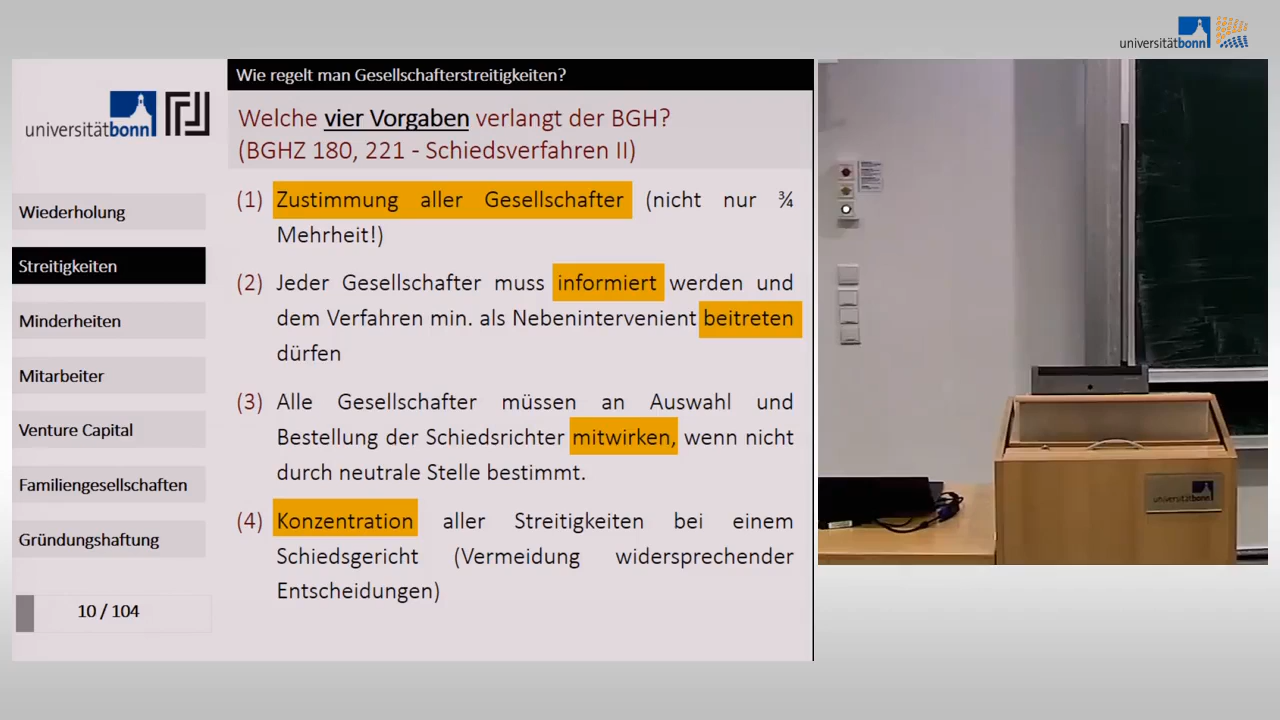 universitätbonn
Wie regelt man Gesellschafterstreitigkeiten?
universitätbonn
Welche vier Vorgaben verlangt der BGH?
(BGHZ 180, 221 - Schiedsverfahren II)
Wiederholung
Streitigkeiten
Minderheiten
Mitarbeiter
Venture Capital
Familiengesellschaften
Gründungshaftung
10 / 104
(1) Zustimmung aller Gesellschafter (nicht nur ¾
Mehrheit!)
(2) Jeder Gesellschafter muss informiert werden und
dem Verfahren min. als Nebenintervenient beitreten
dürfen
(3) Alle Gesellschafter müssen an Auswahl und
Bestellung der Schiedsrichter mitwirken, wenn nicht
durch neutrale Stelle bestimmt.
(4) Konzentration aller Streitigkeiten bei einem
Schiedsgericht (Vermeidung widersprechender
Entscheidungen)
universitätbonn